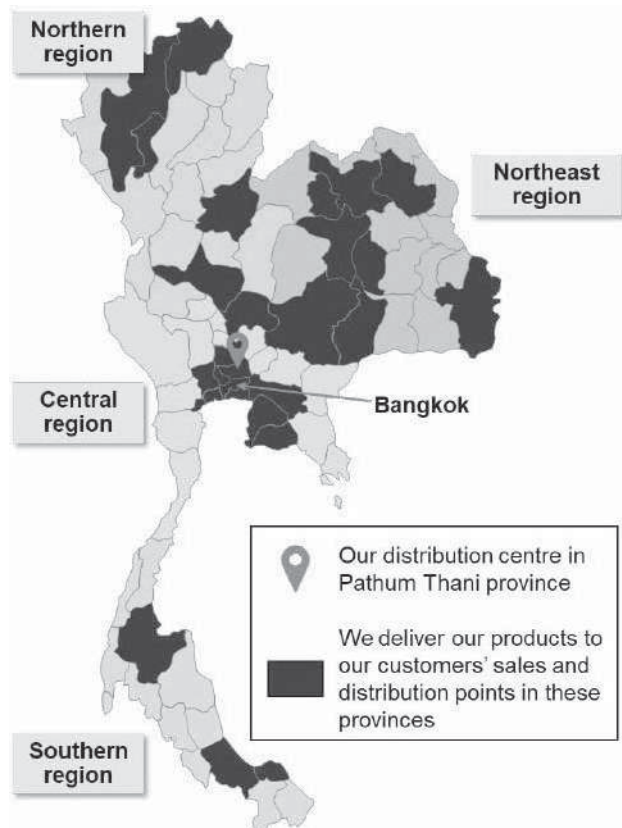 Northern
region
Northeast
region
Central
region
Bangkok
Our distribution centre in
Pathum Thani province
We deliver our products to
our customers' sales and
distribution points in these
provinces
Southern
region